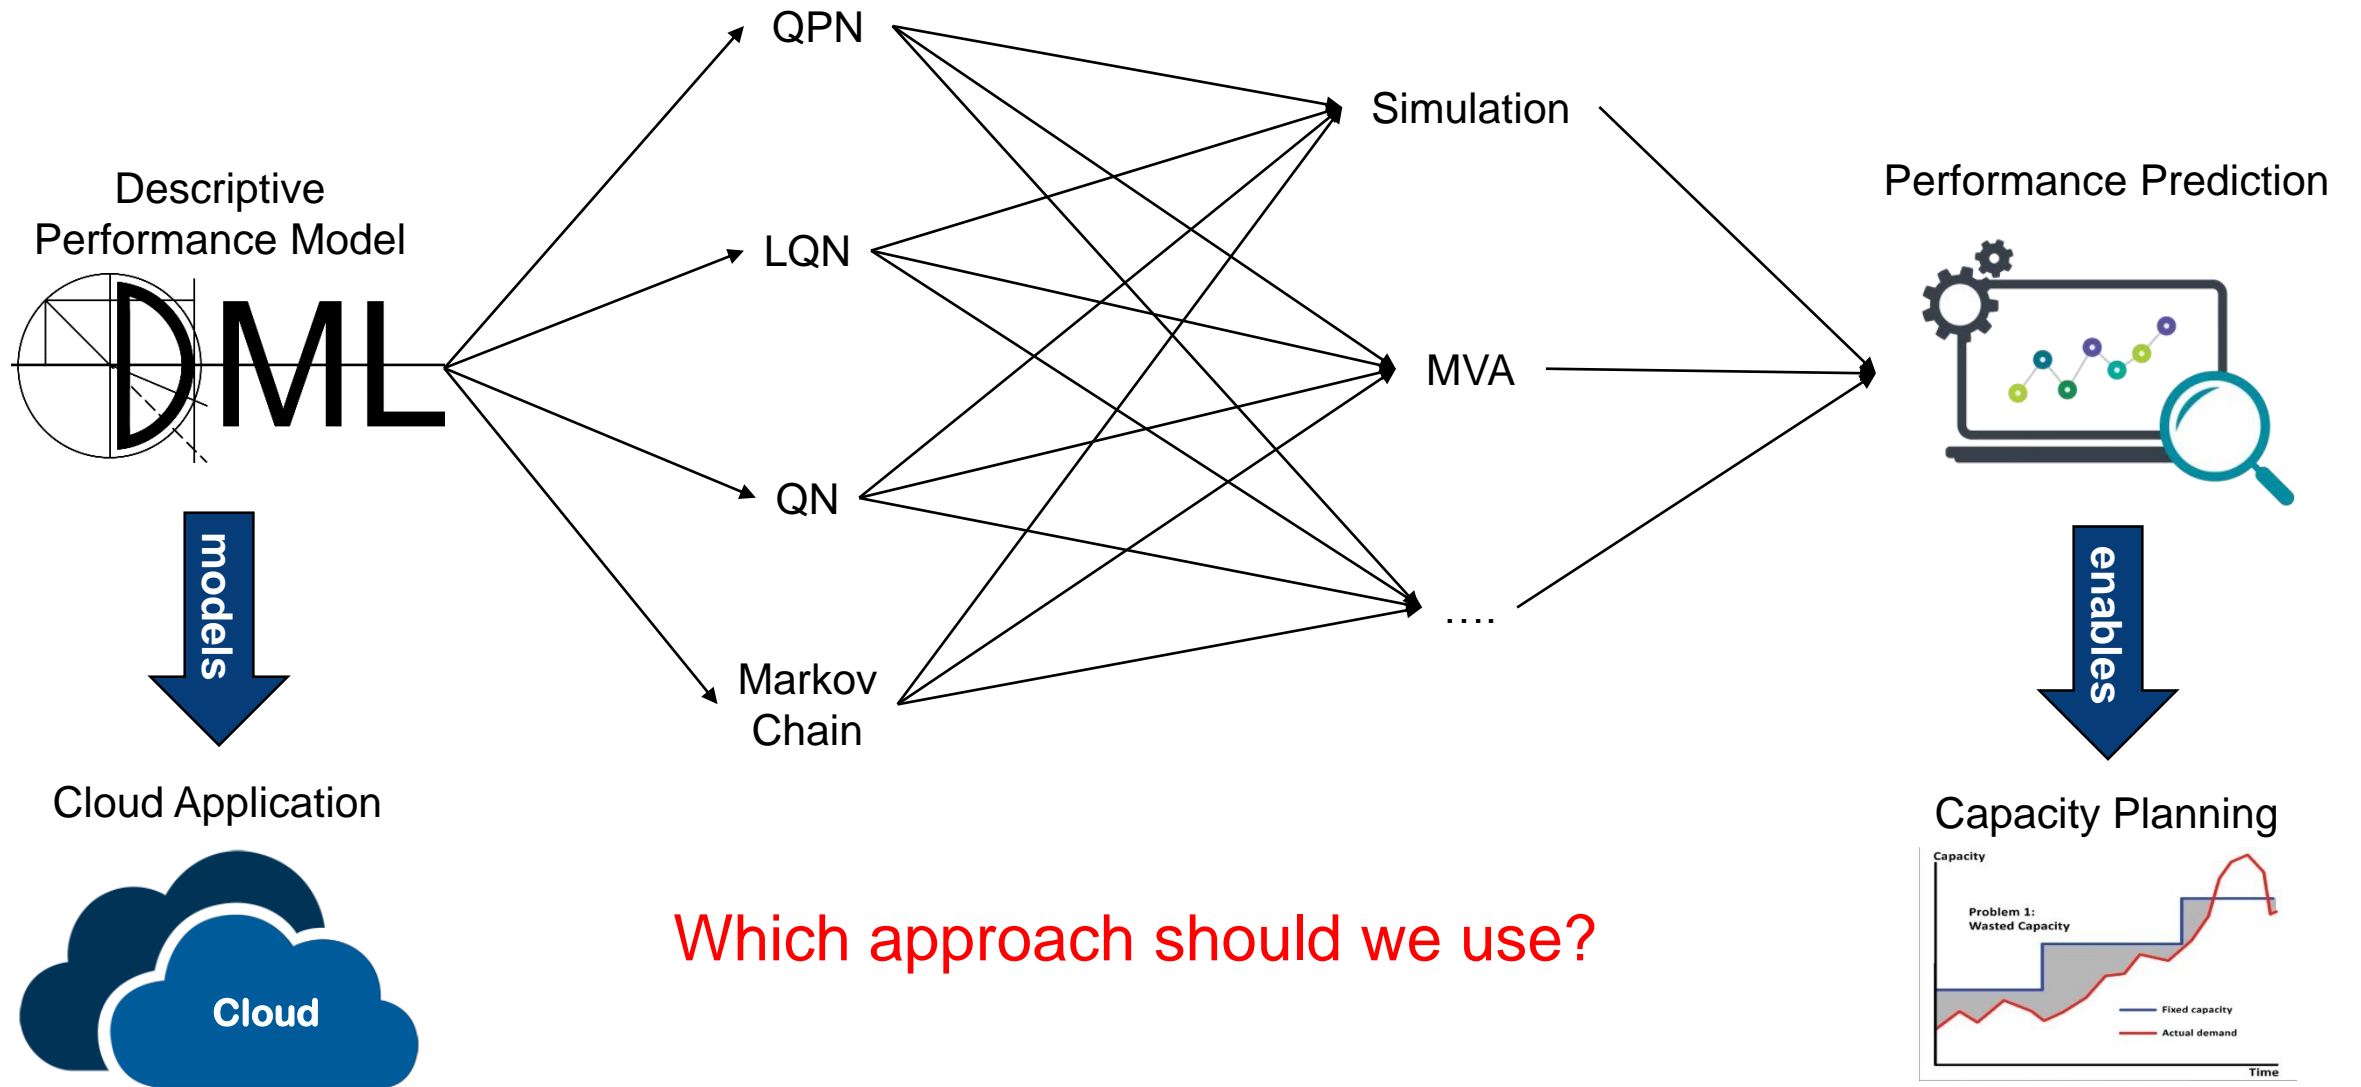 QPN
Simulation
Descriptive
Performance Model
Performance Prediction
LQN
DML
MVA
QN
models
enables
....
Markov
Chain
Cloud Application
Capacity Planning
Cloud
Which approach should we use?
Capacity
Problem 1:
Wasted Capacity
Fixed capacity
Actual demand
Time